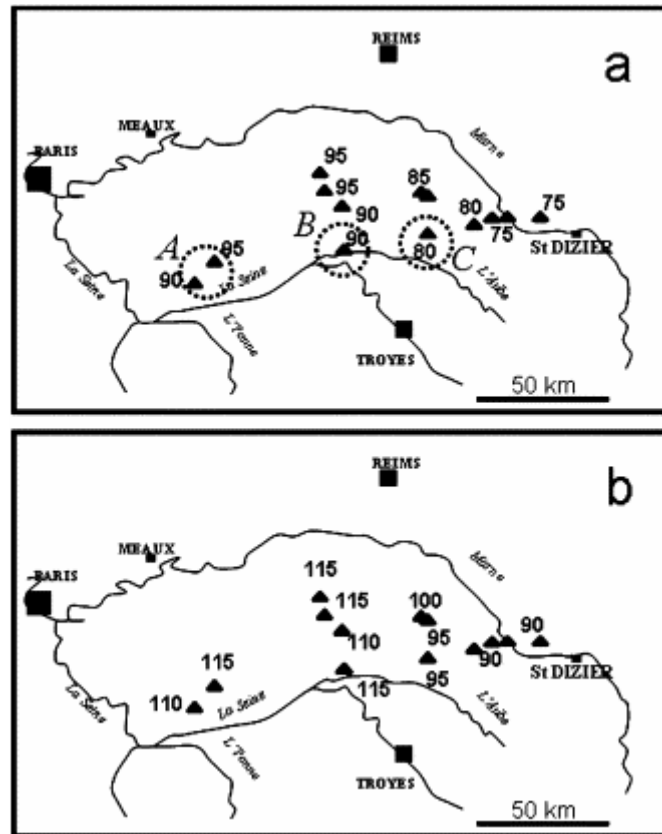 REIMS
a
MEAUX
Marne
PARIS
95
95
85
90
80
75
75
B
A
95
90
90
80
C
St DIZIER
La Seine
La Seine
L'Aube
L'Yonne
TROYES
50 km
REIMS
b
MEAUX
Marne
PARIS
115
115
100
110
95
90
90
115
110
115
95
St DIZIER
La Seine
La Seine
L'Aube
L'Yonne
TROYES
50 km